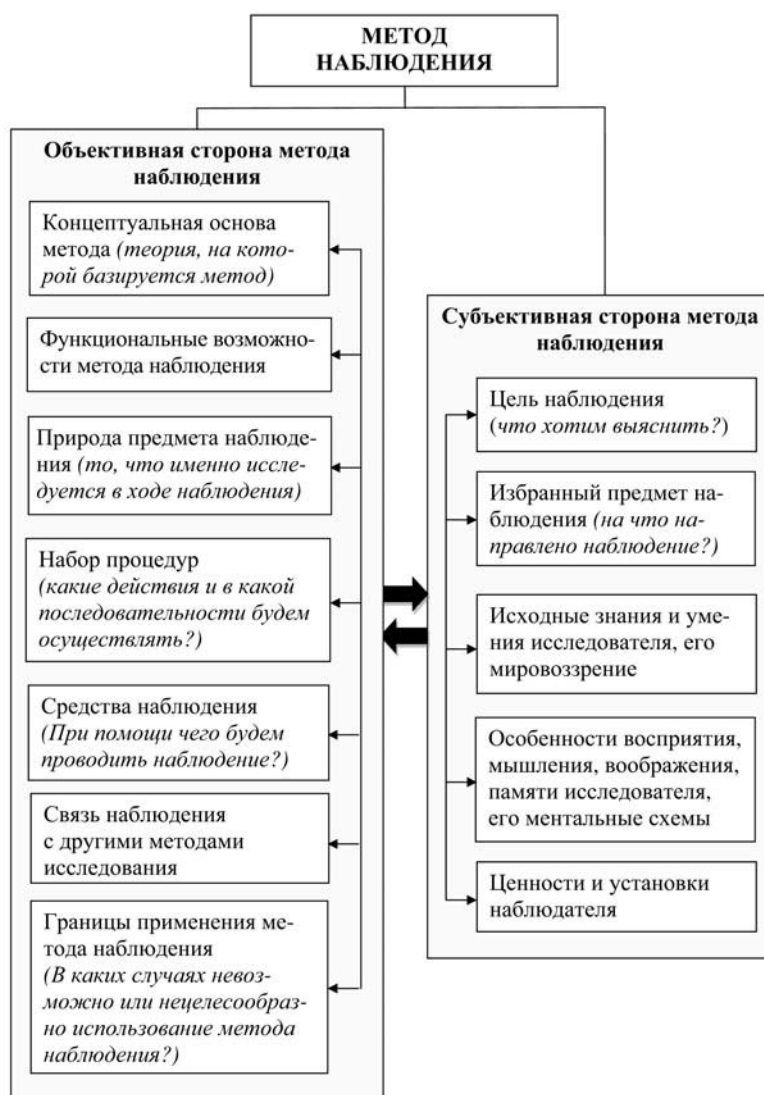 МЕТОД
НАБЛЮДЕНИЯ
Объективная сторона метода
наблюдения
Концептуальная основа
метода (теория, на кото-
рой базируется метод)
Функциональные возможно-
сти метода наблюдения
Природа предмета наблюде-
ния (то, что именно иссле-
дуется в ходе наблюдения)
Набор процедур
(какие действия и в какой
последовательности будем
осуществлять?)
Средства наблюдения
(При помощи чего будем
проводить наблюдение?)
Связь наблюдения
с другими методами
исследования
Границы применения ме-
тода наблюдения
(В каких случаях невоз-
можно или нецелесообраз-
но использование метода
наблюдения?)
Субъективная сторона метода
наблюдения
Цель наблюдения
(что хотим выяснить?)
Избранный предмет на-
блюдения (на что на-
правлено наблюдение?)
Исходные знания и уме-
ния исследователя, его
мировоззрение
Особенности восприятия,
мышления, воображения,
памяти исследователя,
его ментальные схемы
Ценности и установки
наблюдателя